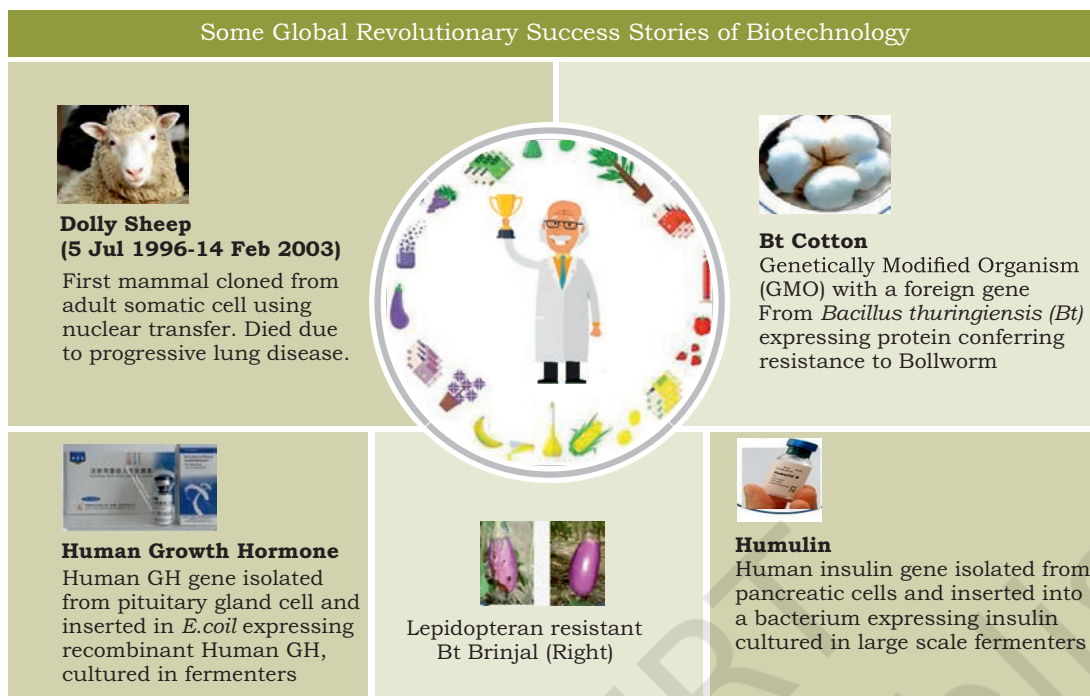 Some Global Revolutionary Success Stories of Biotechnology
Dolly Sheep
(5 Jul 1996-14 Feb 2003)
First mammal cloned from
adult somatic cell using
nuclear transfer. Died due
to progressive lung disease.
Bt Cotton
Genetically Modified Organism
(GMO) with a foreign gene
From Bacillus thuringiensis (Bt)
expressing protein conferring
resistance to Bollworm
Human Growth Hormone
Human GH gene isolated
from pituitary gland cell and
inserted in E.coil expressing
recombinant Human GH,
cultured in fermenters
Lepidopteran resistant
Bt Brinjal (Right)
Humulin
Human insulin gene isolated from
pancreatic cells and inserted into
a bacterium expressing insulin
cultured in large scale fermenters